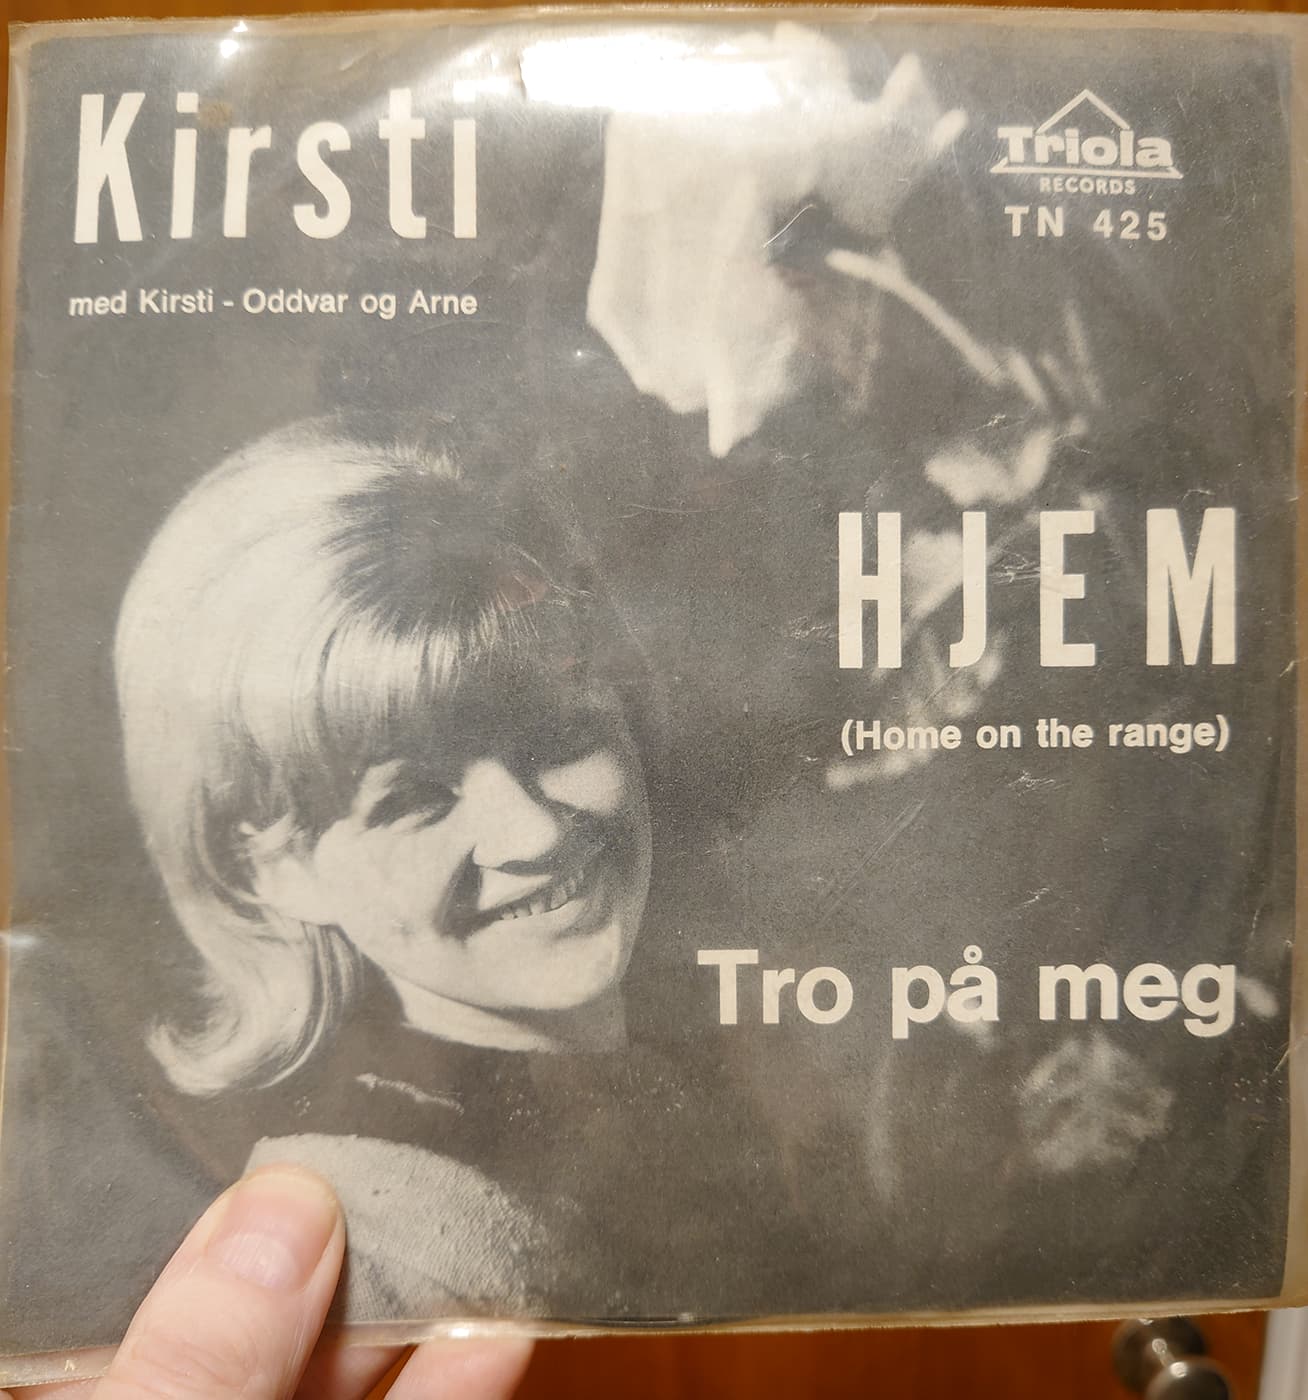 Kirsti
med Kirsti - Oddvar og Arne
Triola
RECORDS
TN 425
HJEM
(Home on the range)
Tro på meg